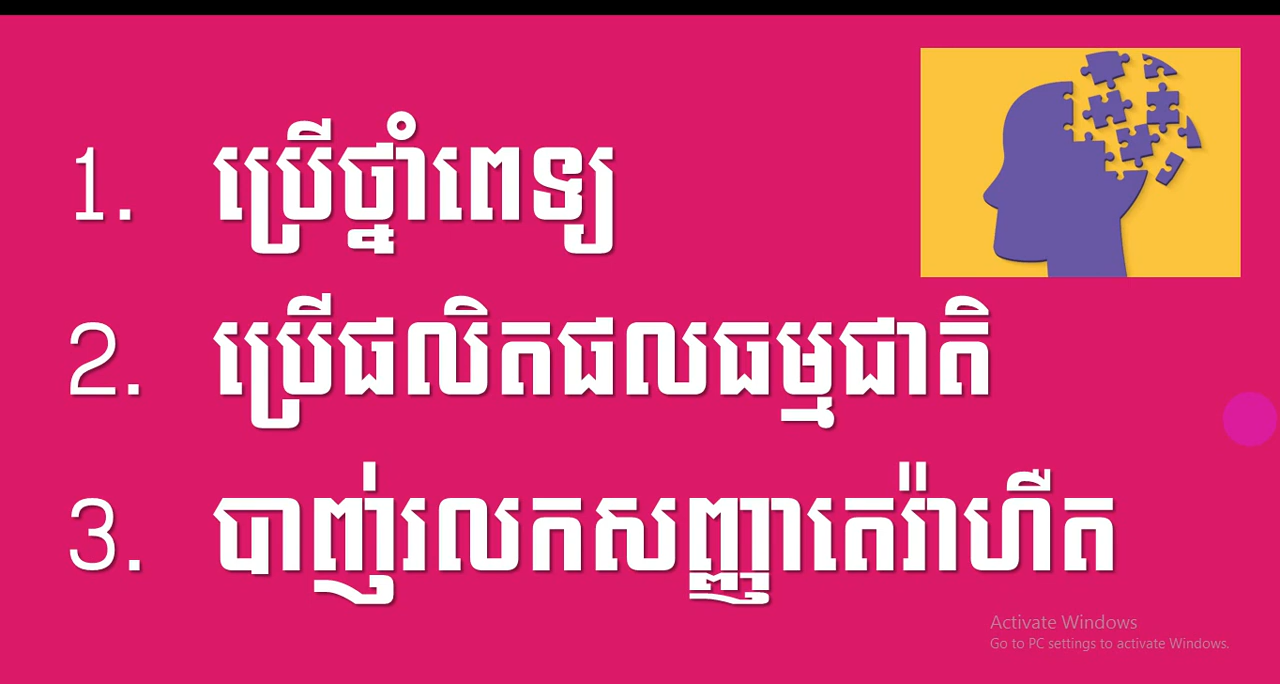 1. ប្រើថ្នាំពេទ្យ
2. ប្រើផលិតផលធម្មជាតិ
3. បាញ់រលកសញ្ញាតេរ៉ាហឺត
Activate Windows
Go to PC settings to activate Windows.